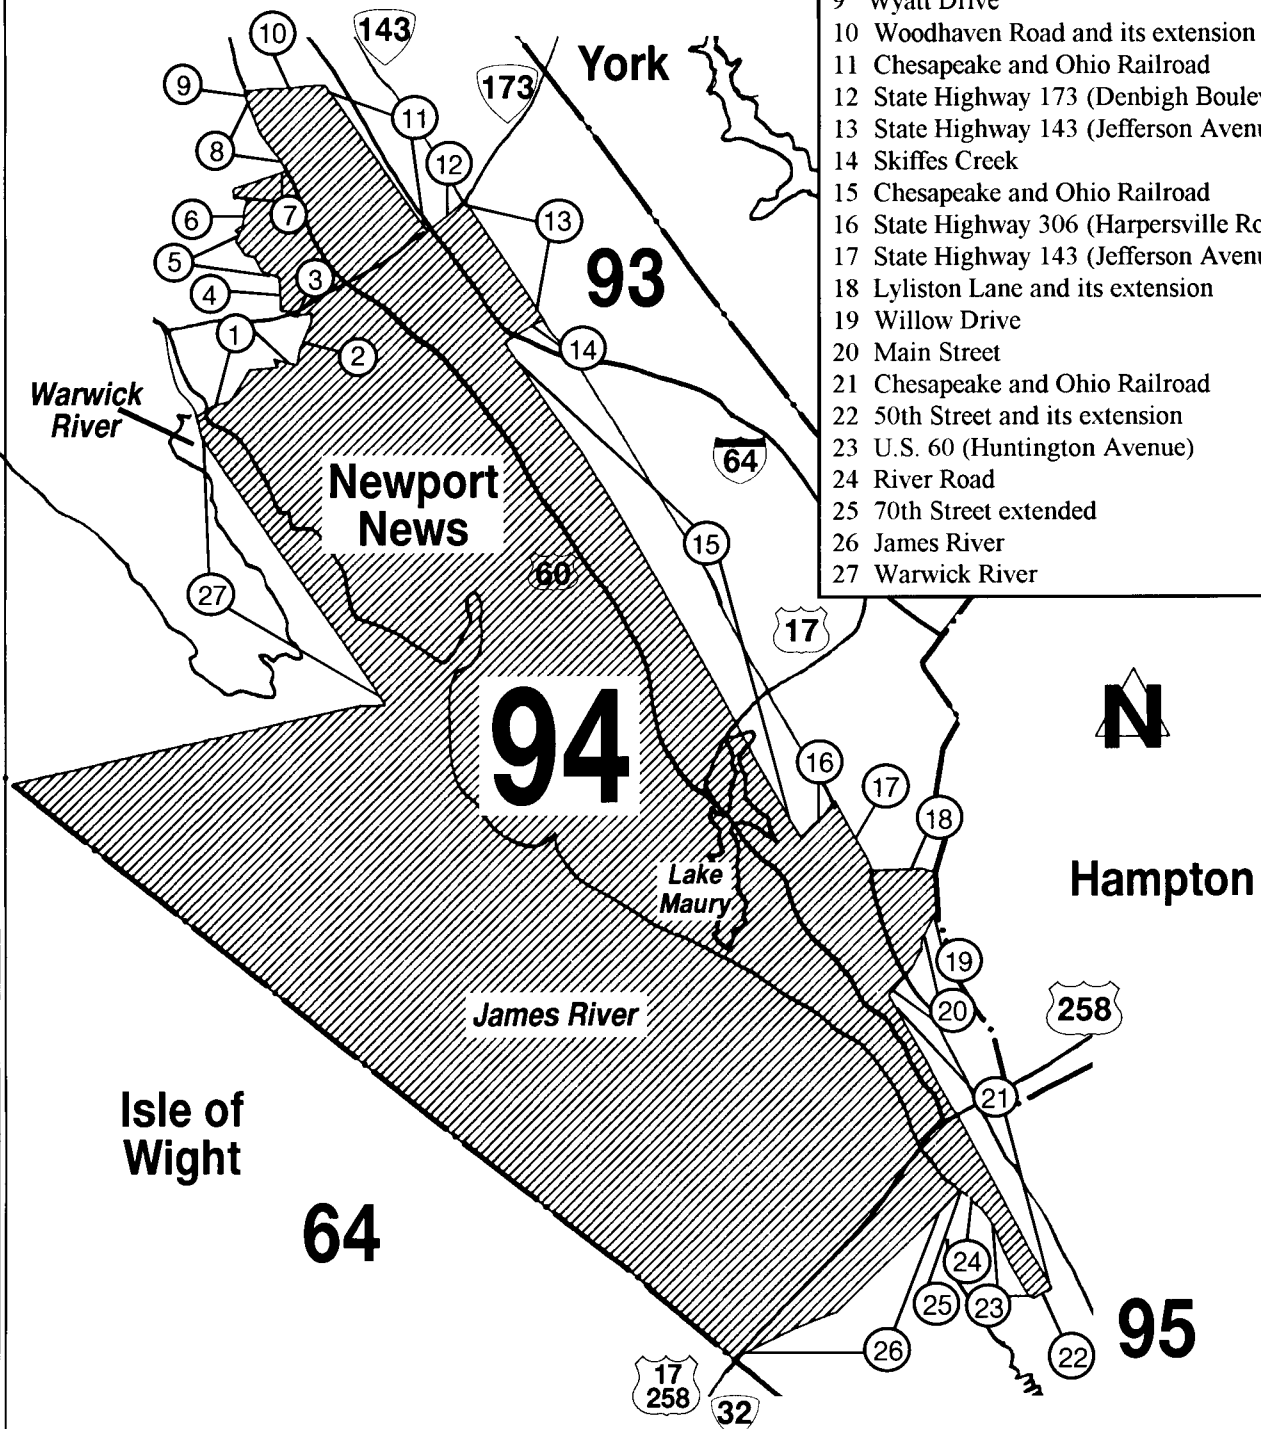 9 Wyatt Drive
10 Woodhaven Road and its extension
11 Chesapeake and Ohio Railroad
12 State Highway 173 (Denbigh
13 State Highway 143 (Jefferson
14 Skiffes Creek
15 Chesapeake and Ohio Railroad
16 State Highway 306 (Harpersville
17 State Highway 143 (Jefferson
18 Lyliston Lane and its extension
19 Willow Drive
20 Main Street
21 Chesapeake and Ohio Railroad
22 50th Street and its extension
23 U.S. 60 (Huntington Avenue)
24 River Road
25 70th Street extended
26 James River
27 Warwick River
10
143
York
9
173
11
8
12
6
7
13
5
3
93
4
1
2
14
Warwick
River
64
Newport
News
15
60
27
17
94
N
16
17
18
Lake
Maury
Hampton
19
James River
20
258
21
Isle of
Wight
64
24
25
23
95
26
22
17
258
32